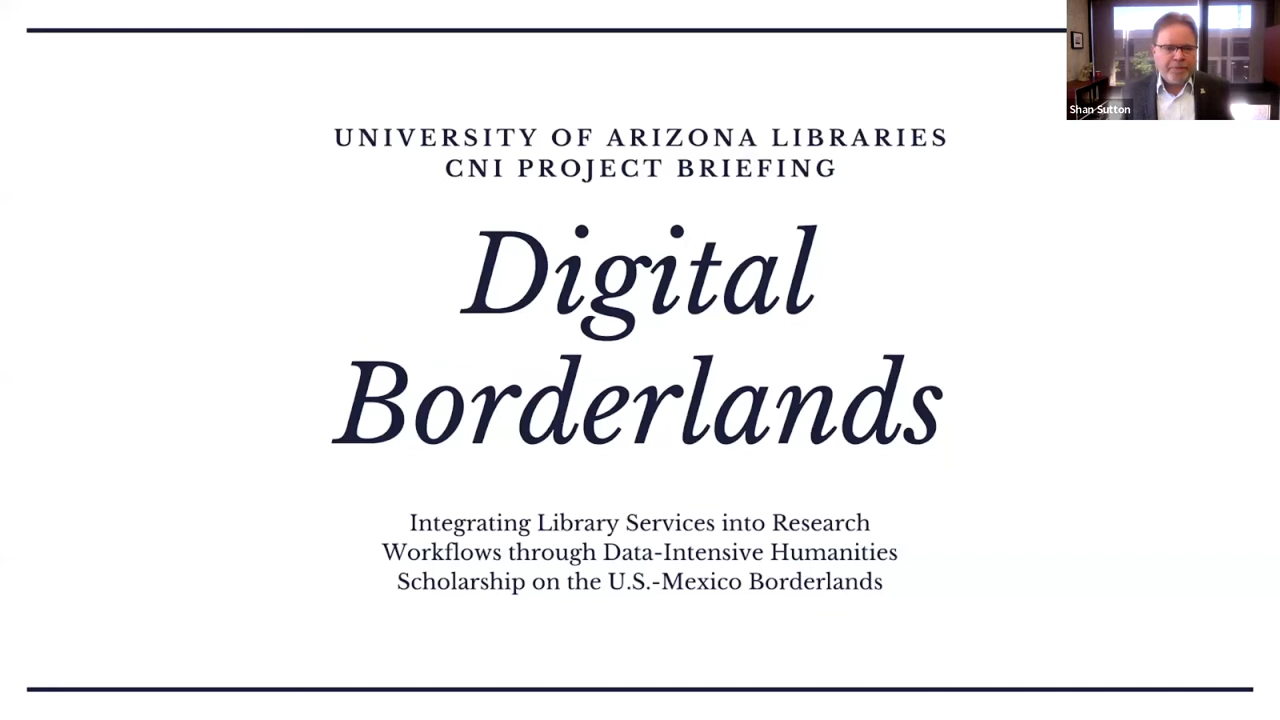 UNIVERSITY OF ARIZONA LIBRARIES
CNI PROJECT BRIEFING
Digital
Borderlands
Integrating Library Services into Research
Workflows through Data-Intensive Humanities
Scholarship on the U.S.-Mexico Borderlands
Shan Sutton